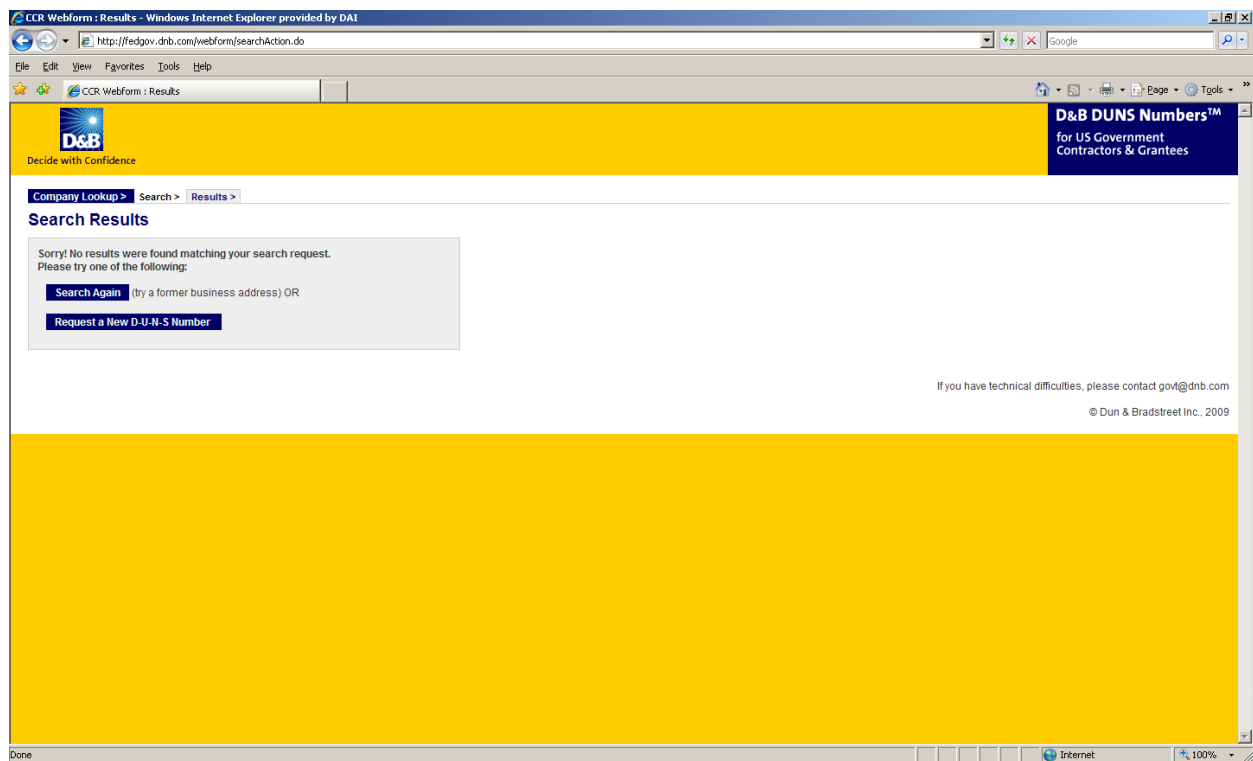 CCR Webform : Results - Windows Internet Explorer provided by DAI
http://fedgov.dnb.com/webform/searchAction.do
Google
File Edit View Favorites Tools Help
CCR Webform : Results
Page Tools »
D&B
Decide with Confidence
D&B DUNS Numbers™
for US Government
Contractors & Grantees
Company Lookup > Search > Results >
Search Results
Sorry! No results were found matching your search request.
Please try one of the following:
Search Again (try a former business address) OR
Request a New D-U-N-S Number
If you have technical difficulties, please contact govt@dnb.com
© Dun & Bradstreet Inc., 2009
Done Internet 100%